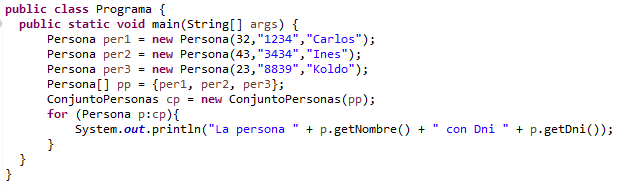 public class Programa {
public static void main(String[] args) {
Persona per1 = new Persona(32,"1234","Carlos");
Persona per2 = new Persona(43,"3434","Ines");
Persona per3 = new Persona(23,"8839","Koldo");
Persona[] pp = {per1, per2, per3};
ConjuntoPersonas cp = new ConjuntoPersonas(pp);
for (Persona p:cp){
System.out.println("La persona " + p.getNombre() + " con Dni " + p.getDni());
}
}
}